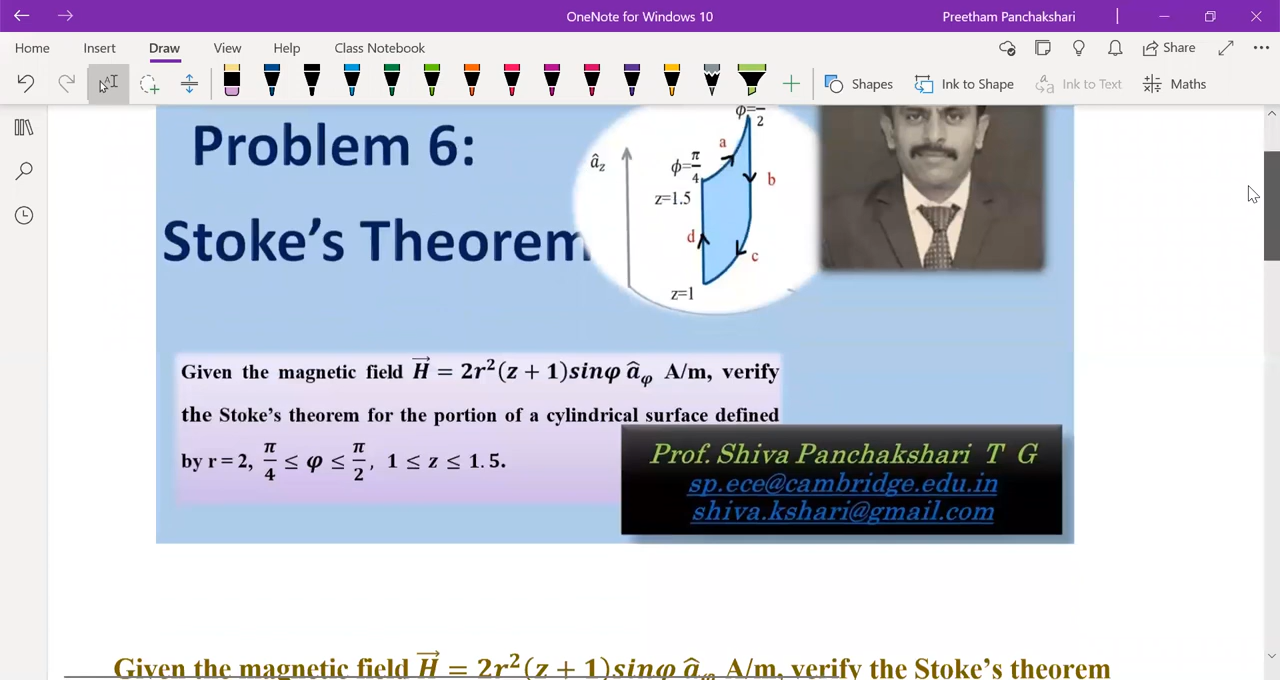 OneNote for Windows 10
Preetham Panchakshari
Home Insert Draw View Help Class Notebook
Share
Shapes Ink to Shape Ink to Text Maths
Problem 6:
Stoke's Theorem
φ=π/2
a
â_z
φ=π/4
z=1.5
b
d
c
z=1
Given the magnetic field H⃗ = 2r²(z + 1)sinφ â_φ A/m, verify
the Stoke's theorem for the portion of a cylindrical surface defined
by r = 2, π/4 ≤ φ ≤ π/2, 1 ≤ z ≤ 1.5.
Prof. Shiva Panchakshari T G
sp.ece@cambridge.edu.in
shiva.kshari@gmail.com
Given the magnetic field H⃗ = 2r²(z + 1)sinφ â_φ A/m, verify the Stoke's theorem